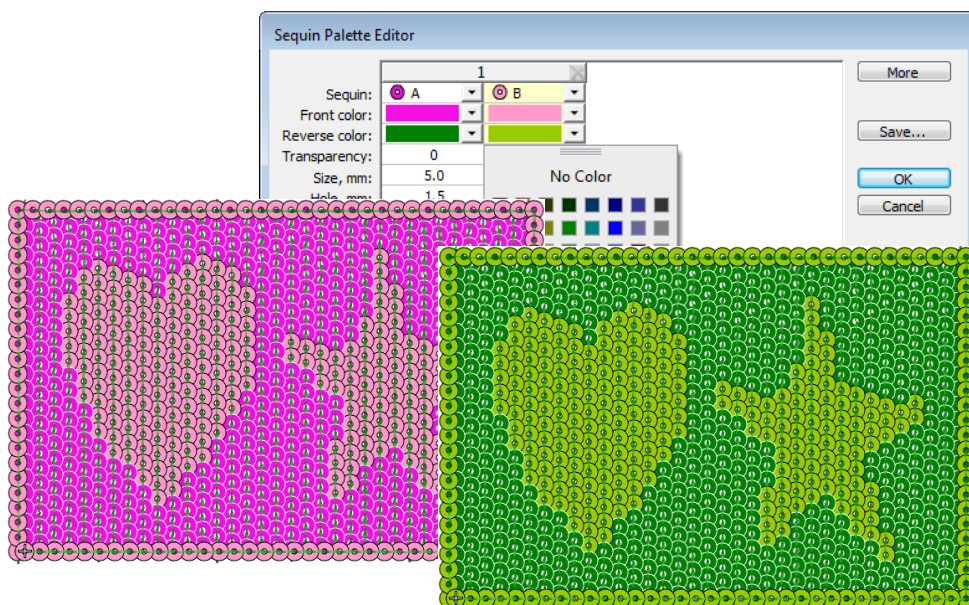 Sequin Palette Editor
1
More
Sequin: A B
Front color:
Reverse color:
Save...
Transparency: 0
Size, mm: 5.0
No Color
OK
Hole, mm: 1.5
Cancel